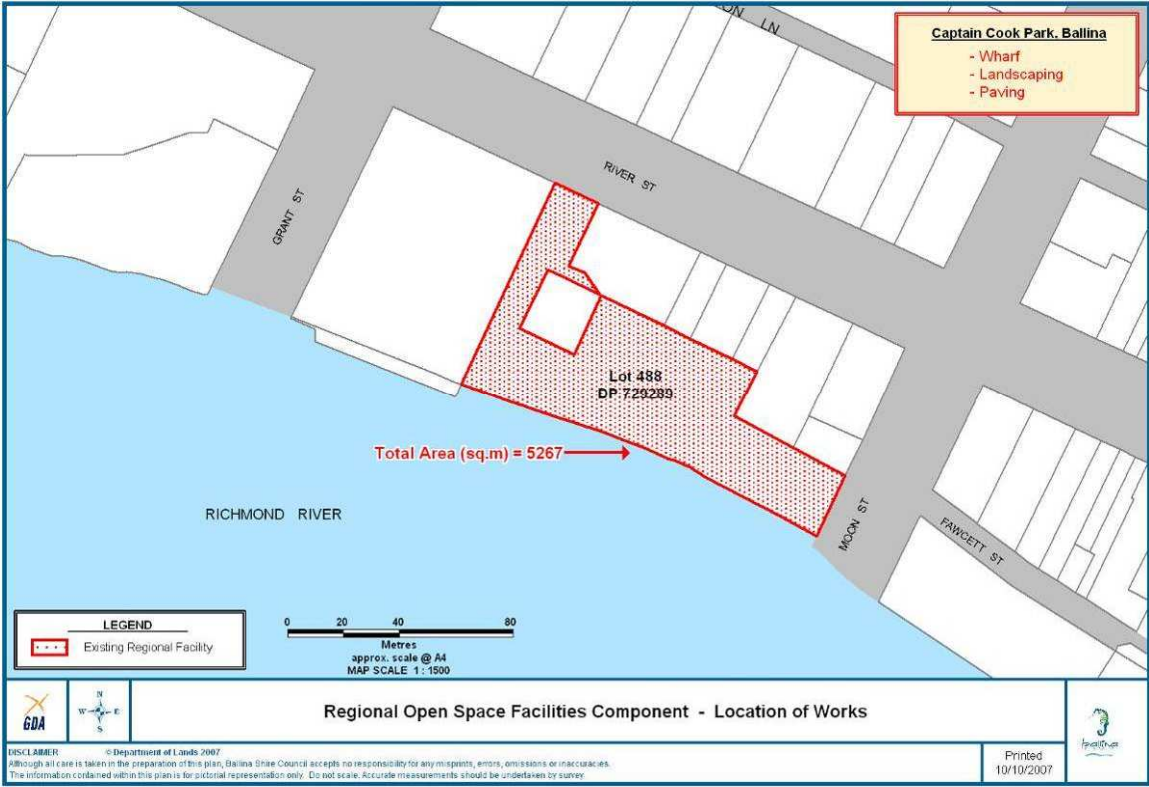 ON LN
Captain Cook Park, Ballina
- Wharf
- Landscaping
- Paving
RIVER ST
GRANT ST
Lot 488
DP 729289
Total Area (sq.m) = 5267
RICHMOND RIVER
MOON ST
FAWCETT ST
LEGEND
Existing Regional Facility
0 20 40 80
Metres
approx. scale @ A4
MAP SCALE 1 : 1500
GDA
N
W E
S
Regional Open Space Facilities Component - Location of Works
ballina
DISCLAIMER © Department of Lands 2007
Although all care is taken in the preparation of this plan, Ballina Shire Council accepts no responsibility for any misprints, errors, omissions or inaccuracies.
The information contained within this plan is for pictorial representation only. Do not scale. Accurate measurements should be undertaken by survey.
Printed
10/10/2007